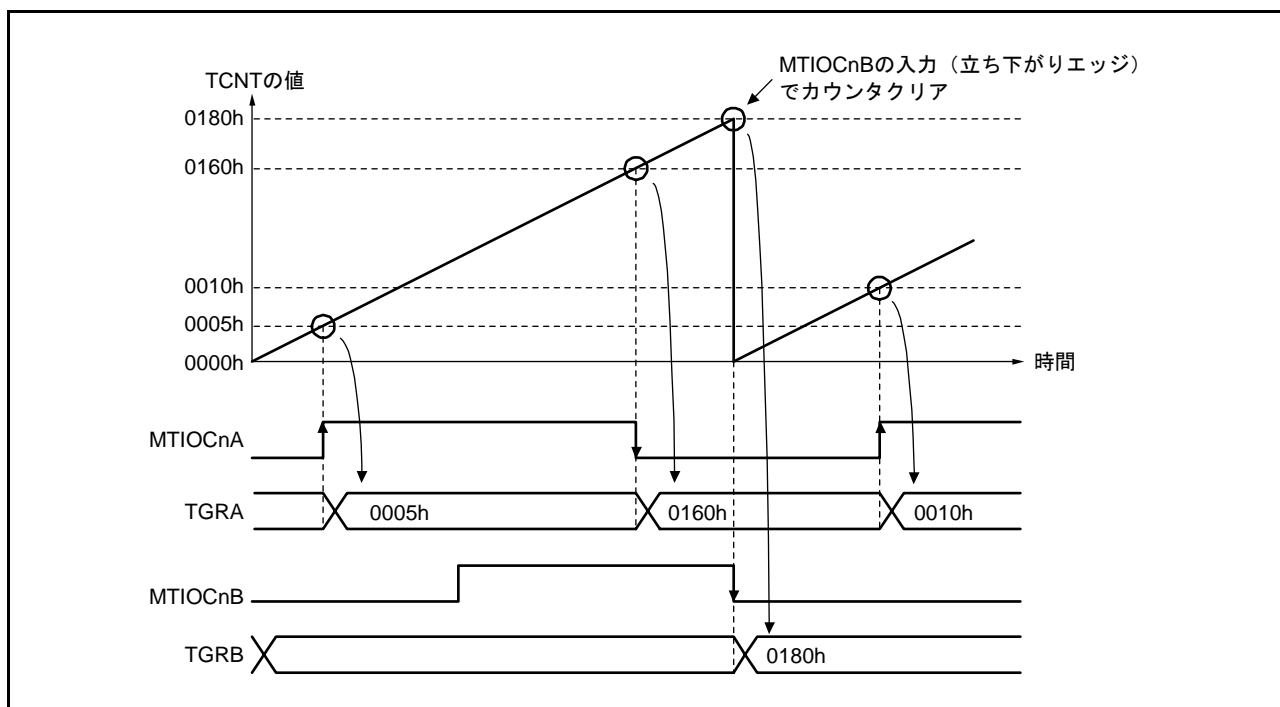 MTIOCnBの入力（立ち下がりエッジ）
でカウンタクリア
TCNTの値
0180h
0160h
0010h
0005h
0000h
時間
MTIOCnA
TGRA
0005h
0160h
0010h
MTIOCnB
TGRB
0180h